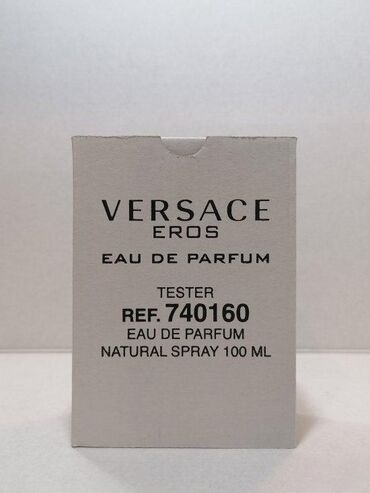 VERSACE
EROS
EAU DE PARFUM
TESTER
REF. 740160
EAU DE PARFUM
NATURAL SPRAY 100 ML